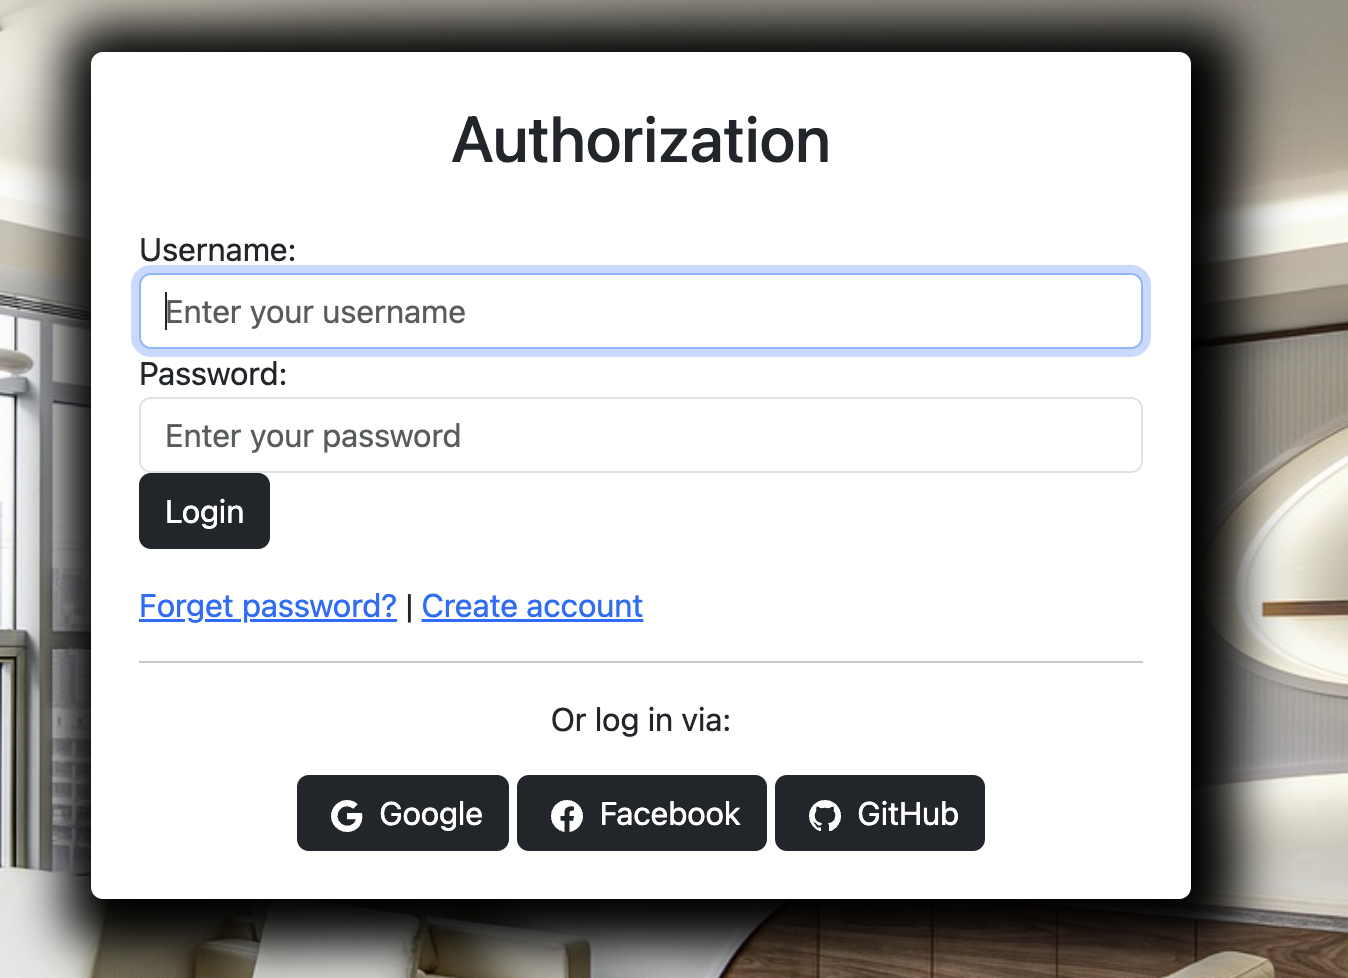 Authorization
Username:
Enter your username
Password:
Enter your password
Login
Forget password? | Create account
Or log in via:
Google Facebook GitHub